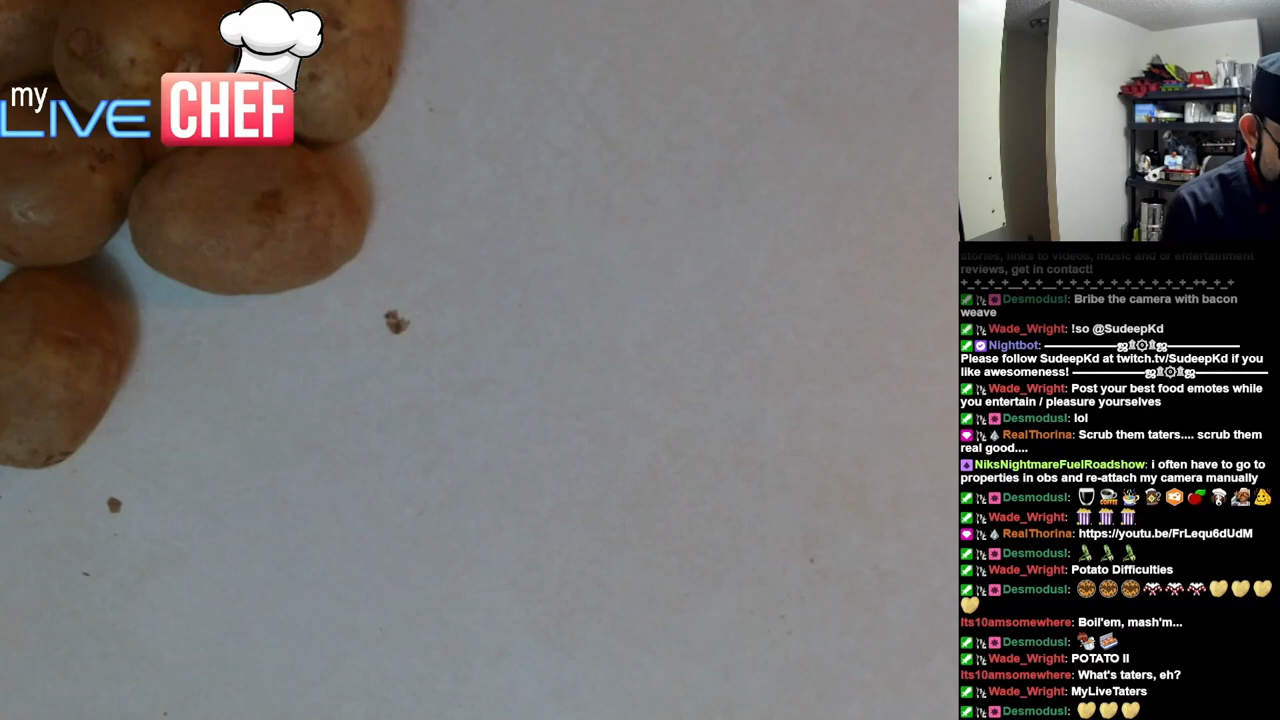 my
LIVE CHEF
stories, links to videos, music and or entertainment
reviews, get in contact!
Desmodusl: Bribe the camera with bacon
weave
Wade_Wright: !so @SudeepKd
Nightbot:
Please follow SudeepKd at twitch.tv/SudeepKd if you
like awesomeness!
Wade_Wright: Post your best food emotes while
you entertain / pleasure yourselves
Desmodusl: lol
RealThorina: Scrub them taters.... scrub them
real good....
NiksNightmareFuelRoadshow: i often have to go to
properties in obs and re-attach my camera manually
Desmodusl:
COFFEE
Wade_Wright:
RealThorina: https://youtu.be/FrLequ6dUdM
Desmodusl:
Wade_Wright: Potato Difficulties
Desmodusl:
Its10amsomewhere: Boil'em, mash'm...
Desmodusl:
Wade_Wright: POTATO II
Its10amsomewhere: What's taters, eh?
Wade_Wright: MyLiveTaters
Desmodusl: